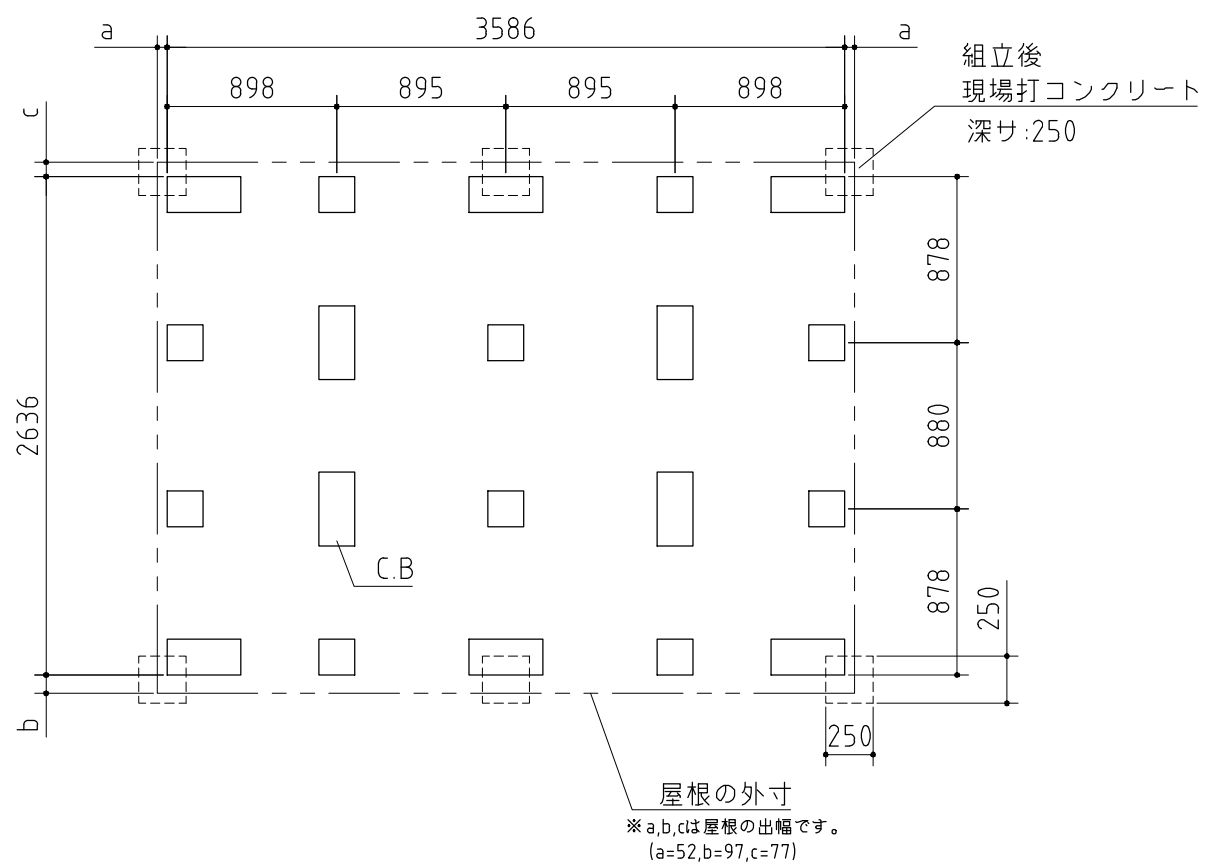 a
3586
a
898
895
895
898
組立後
現場打コンクリート
深サ:250
c
878
2636
880
C.B
878
250
b
250
屋根の外寸
※a,b,cは屋根の出幅です。
(a=52,b=97,c=77)